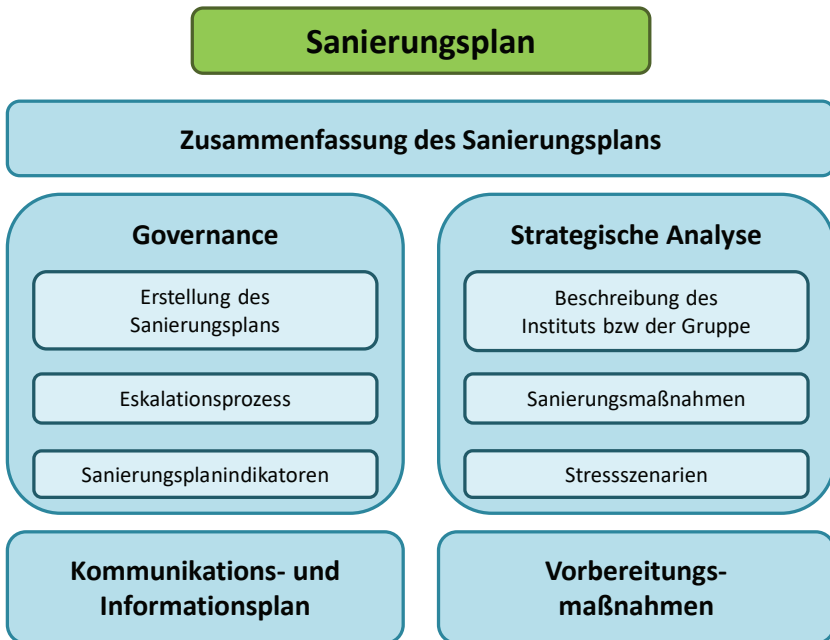 Sanierungsplan
Zusammenfassung des Sanierungsplans
Governance
Erstellung des
Sanierungsplans
Eskalationsprozess
Sanierungsplanindikatoren
Strategische Analyse
Beschreibung des
Instituts bzw der Gruppe
Sanierungsmaßnahmen
Stressszenarien
Kommunikations- und
Informationsplan
Vorbereitungs-
maßnahmen